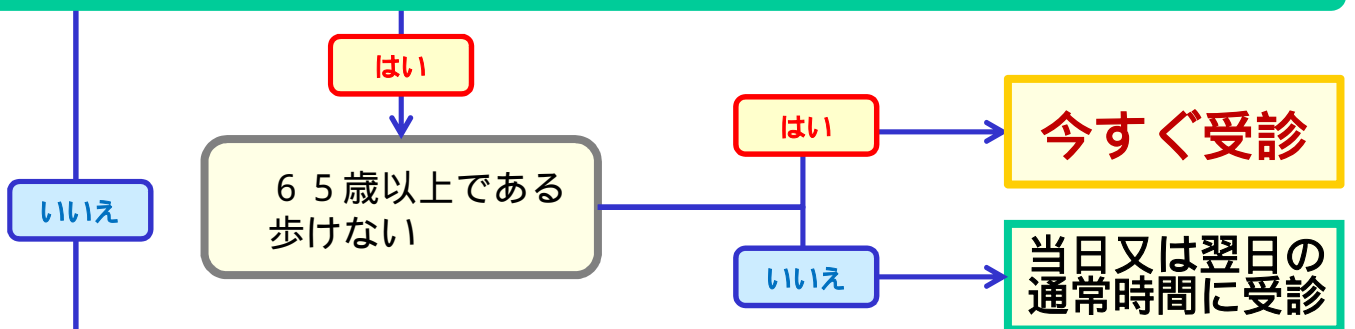 はい
はい
今すぐ受診
６５歳以上である
歩けない
いいえ
いいえ
当日又は翌日の
通常時間に受診